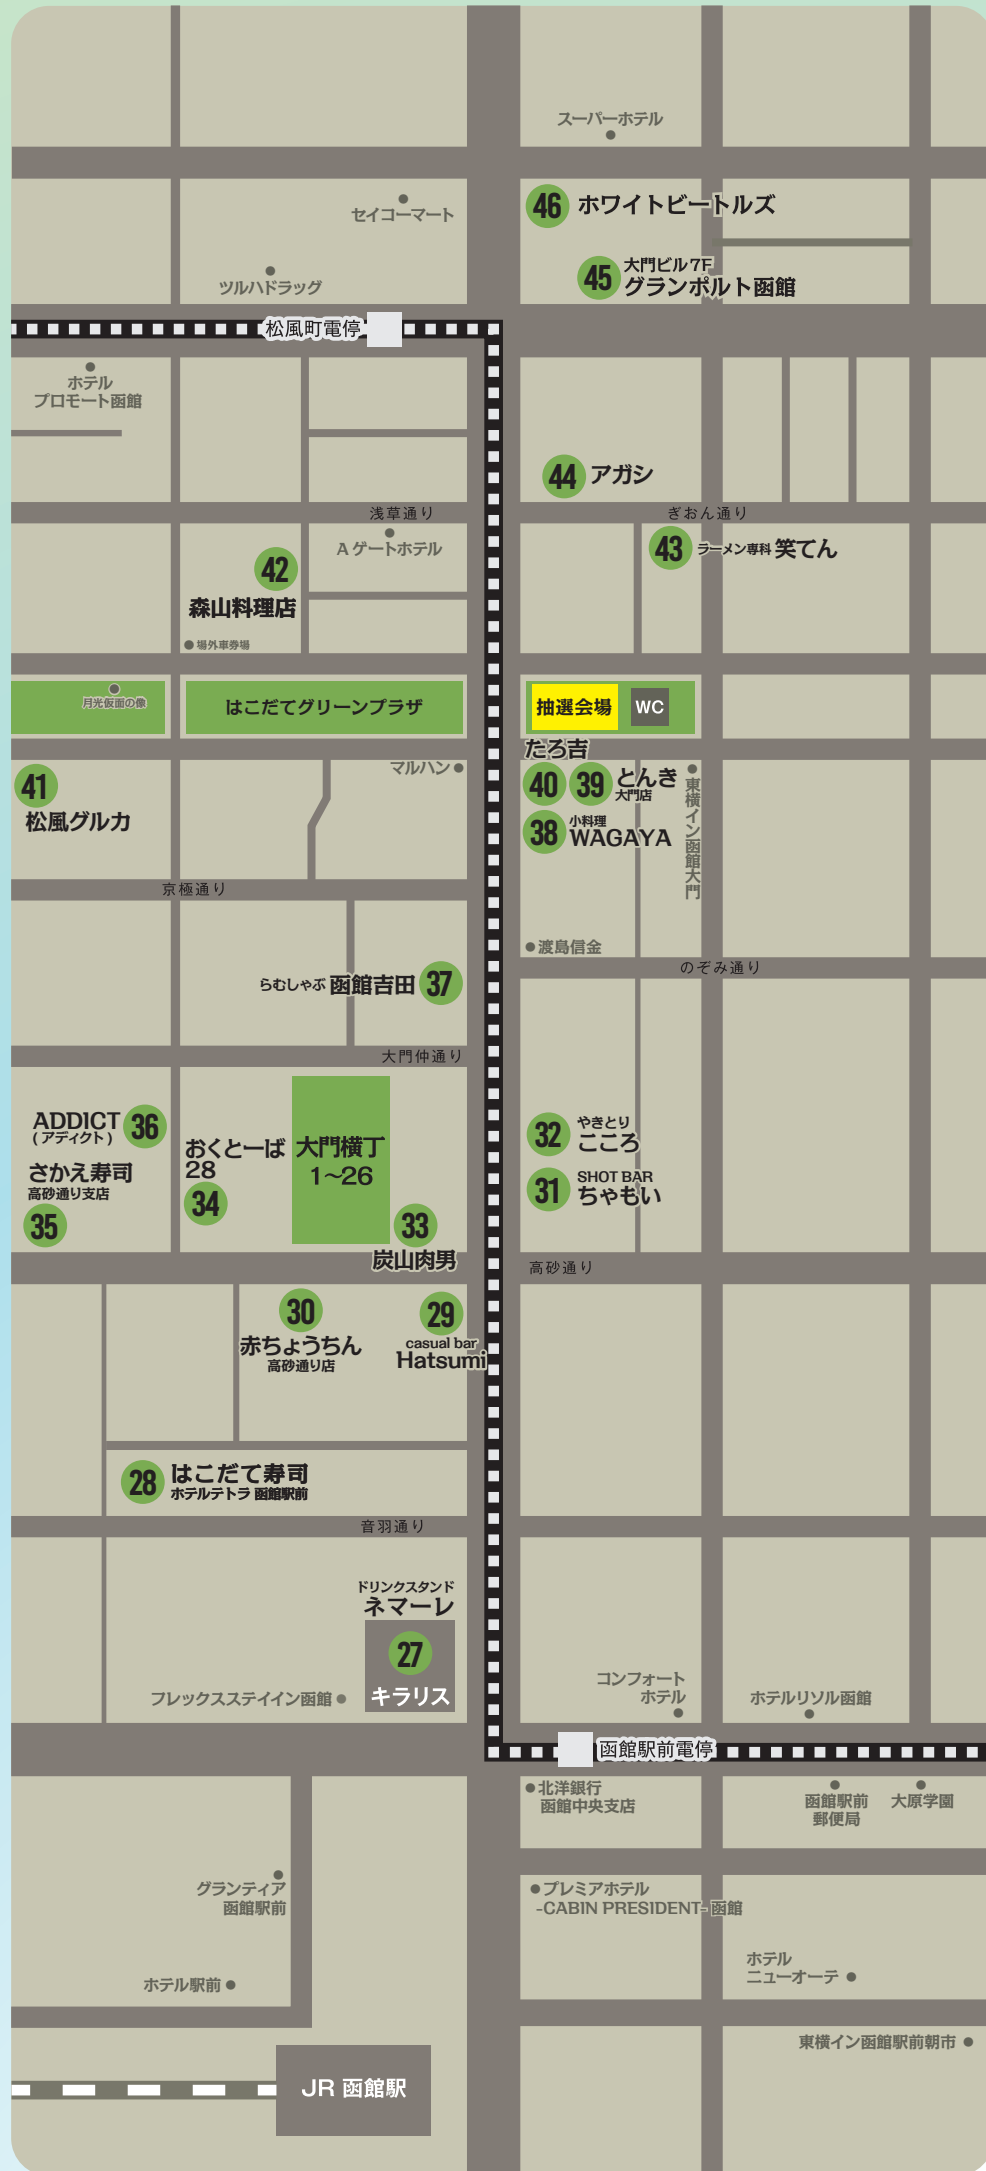 スーパーホテル
46 ホワイトビートルズ
セイコーマート
45 大門ビル7F
グランポルト函館
ツルハドラッグ
松風町電停
ホテル
プロモート函館
44 アガシ
浅草通り
ぎおん通り
Aゲートホテル
43 ラーメン専科 笑てん
42
森山料理店
場外車券場
月光仮面の像
はこだてグリーンプラザ
抽選会場
WC
たろ吉
40
39 とんき
大門店
マルハン
41
松風グルカ
38 小料理
WAGAYA
東横イン函館大門
京極通り
渡島信金
のぞみ通り
らむしゃぶ 函館吉田 37
大門仲通り
ADDICT 36
(アディクト)
さかえ寿司
高砂通り支店
35
おくとーば
28
34
大門横丁
1~26
33
炭山肉男
32 やきとり
こころ
31 SHOT BAR
ちゃもい
高砂通り
30
赤ちょうちん
高砂通り店
29
casual bar
Hatsumi
28 はこだて寿司
ホテルテトラ 函館駅前
音羽通り
ドリンクスタンド
ネマーレ
27
キラリス
フレックスステイイン函館
コンフォート
ホテル
ホテルリソル函館
函館駅前電停
北洋銀行
函館中央支店
函館駅前
郵便局
大原学園
グランティア
函館駅前
プレミアホテル
-CABIN PRESIDENT- 函館
ホテル
ニューオーテ
ホテル駅前
東横イン函館駅前朝市
JR 函館駅